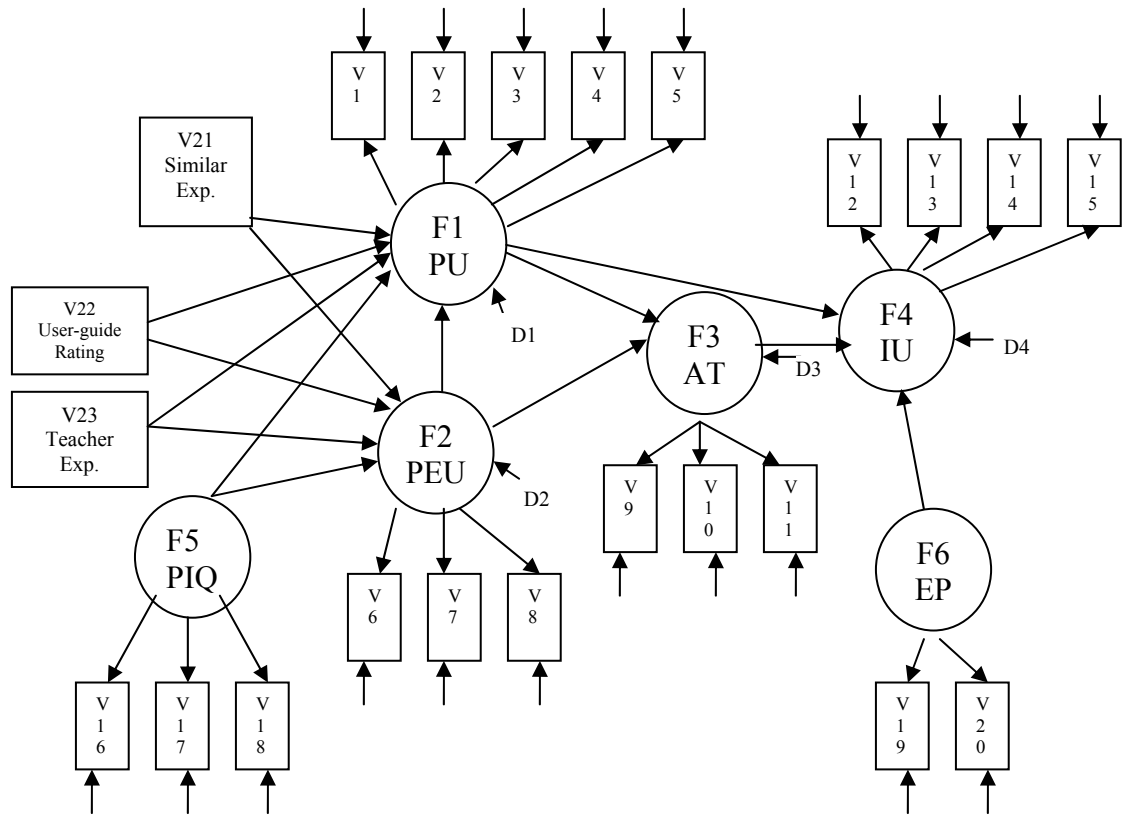 V
1
V
2
V
3
V
4
V
5
V21
Similar
Exp.
V
1
2
V
1
3
V
1
4
V
1
5
F1
PU
V22
User-guide
Rating
D1
F3
AT
D3
F4
IU
D4
V23
Teacher
Exp.
F2
PEU
D2
V
9
V
1
0
V
1
1
F5
PIQ
F6
EP
V
6
V
7
V
8
V
1
6
V
1
7
V
1
8
V
1
9
V
2
0